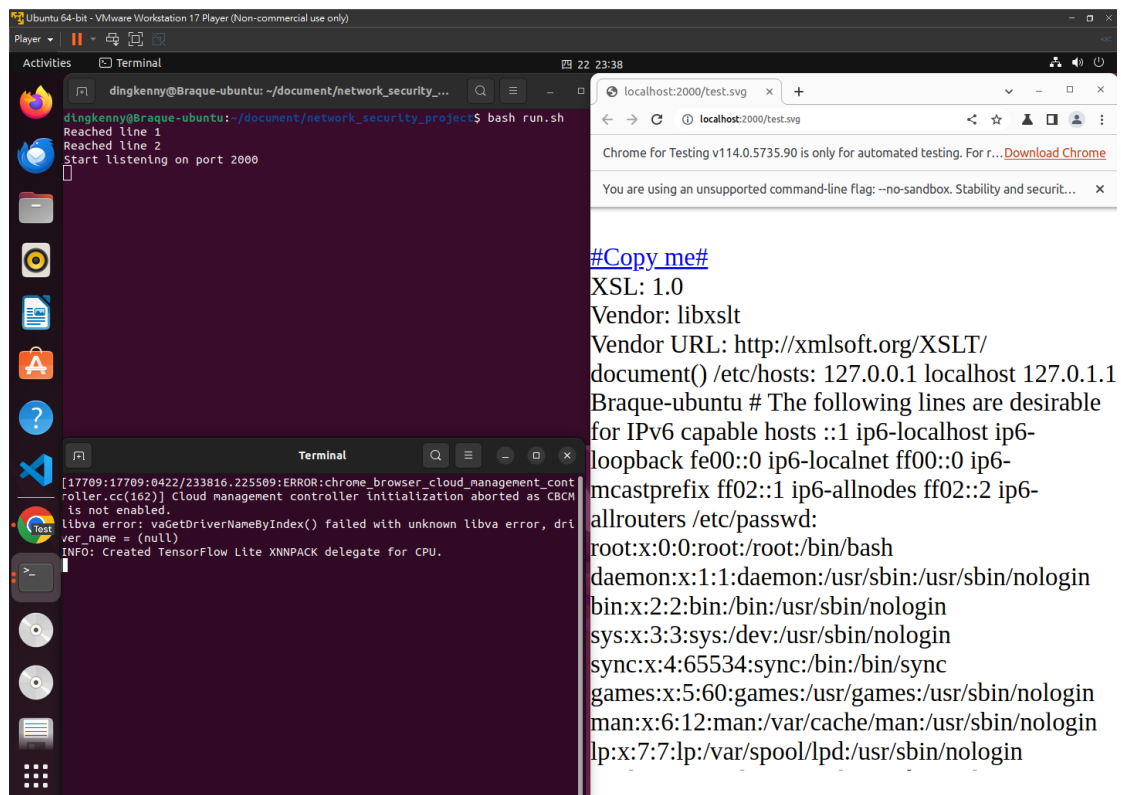 Ubuntu 64-bit - VMware Workstation 17 Player (Non-commercial use only)
Player
Activities
Terminal
四 22 23:38
dingkenny@Braque-ubuntu: ~/document/network_security_...
dingkenny@Braque-ubuntu:~/document/network_security_project$ bash run.sh
Reached line 1
Reached line 2
Start listening on port 2000
Terminal
[17709:17709:0422/233816.225509:ERROR:chrome_browser_cloud_management_cont
roller.cc(162)] Cloud management controller initialization aborted as CBCM
is not enabled.
libva error: vaGetDriverNameByIndex() failed with unknown libva error, dri
ver_name = (null)
INFO: Created TensorFlow Lite XNNPACK delegate for CPU.
Test
localhost:2000/test.svg
localhost:2000/test.svg
Chrome for Testing v114.0.5735.90 is only for automated testing. For r... Download Chrome
You are using an unsupported command-line flag: --no-sandbox. Stability and securit...
#Copy me#
XSL: 1.0
Vendor: libxslt
Vendor URL: http://xmlsoft.org/XSLT/
document() /etc/hosts: 127.0.0.1 localhost 127.0.1.1
Braque-ubuntu # The following lines are desirable
for IPv6 capable hosts ::1 ip6-localhost ip6-
loopback fe00::0 ip6-localnet ff00::0 ip6-
mcastprefix ff02::1 ip6-allnodes ff02::2 ip6-
allrouters /etc/passwd:
root:x:0:0:root:/root:/bin/bash
daemon:x:1:1:daemon:/usr/sbin:/usr/sbin/nologin
bin:x:2:2:bin:/bin:/usr/sbin/nologin
sys:x:3:3:sys:/dev:/usr/sbin/nologin
sync:x:4:65534:sync:/bin:/bin/sync
games:x:5:60:games:/usr/games:/usr/sbin/nologin
man:x:6:12:man:/var/cache/man:/usr/sbin/nologin
lp:x:7:7:lp:/var/spool/lpd:/usr/sbin/nologin